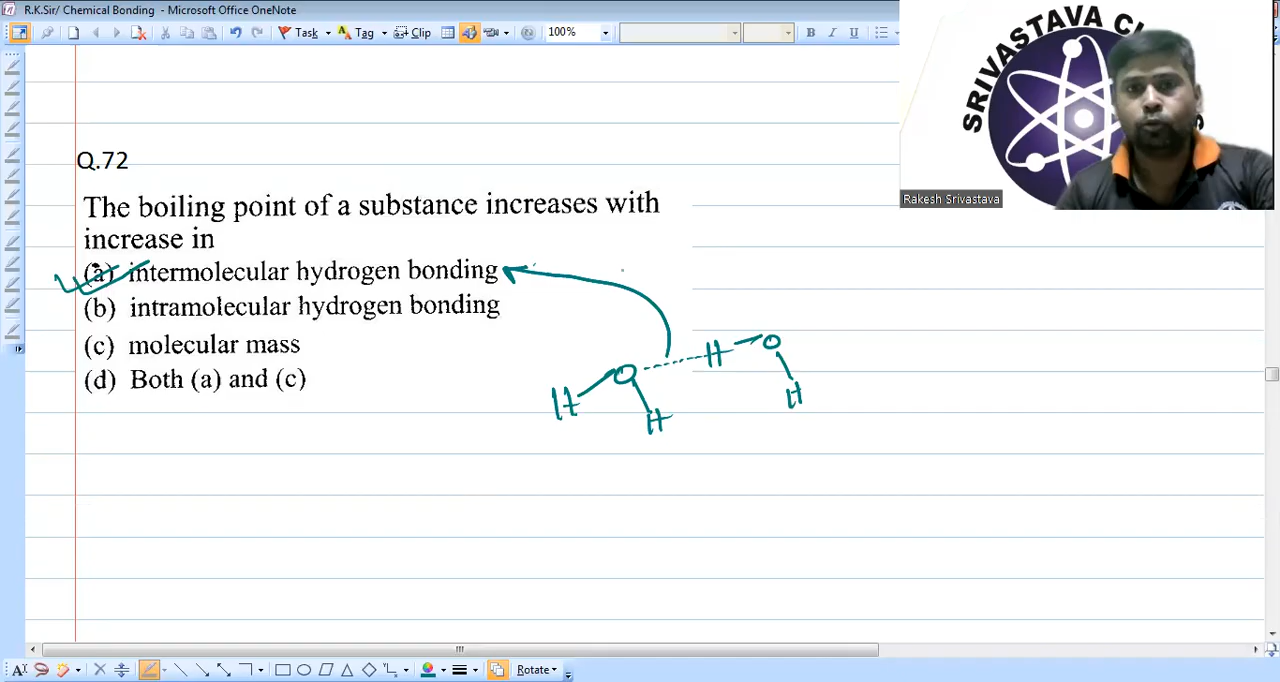 R.K.Sir/ Chemical Bonding - Microsoft Office OneNote
Task
Tag
Clip
100%
B I U
SRIVASTAVA CL
S
Rakesh Srivastava
Q.72
The boiling point of a substance increases with
increase in
(a) intermolecular hydrogen bonding
(b) intramolecular hydrogen bonding
(c) molecular mass
(d) Both (a) and (c)
H O
H O
H H
Rotate